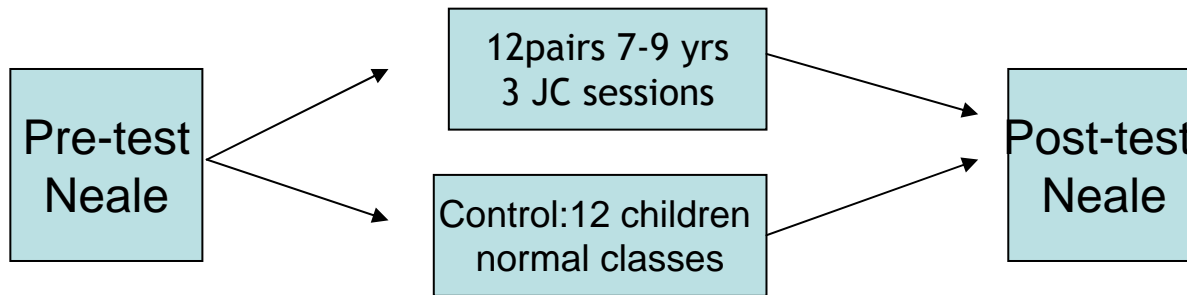 Pre-test
Neale
12pairs 7-9 yrs
3 JC sessions
Control:12 children
normal classes
Post-test
Neale